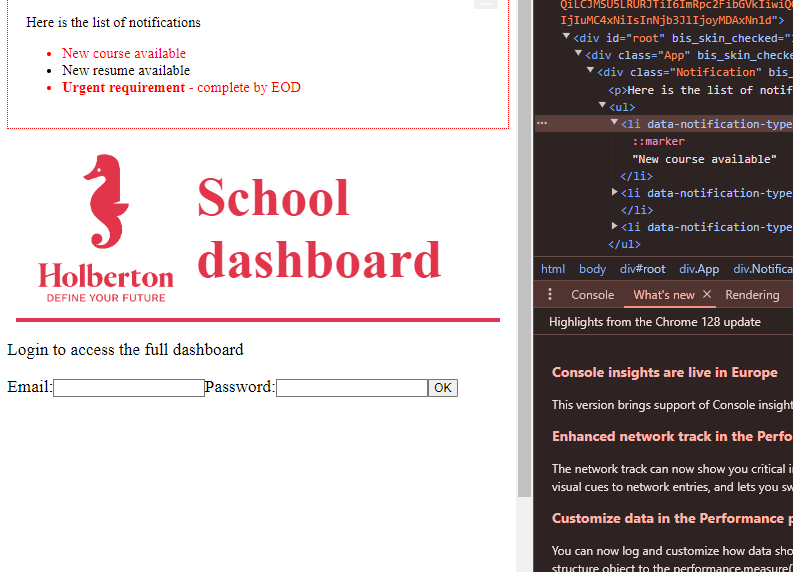 Here is the list of notifications
New course available
New resume available
Urgent requirement - complete by EOD
Holberton
DEFINE YOUR FUTURE
School
dashboard
Login to access the full dashboard
Email: Password: OK
QiLCJMSU5LRURJTiI6ImRpc2FibGVkIiwiQ
IjIuMC4xNiIsInNjb3JlIjoyMDAxNn1d">
<div id="root" bis_skin_checked="
<div class="App" bis_skin_checke
<div class="Notification" bis_
<p>Here is the list of notif
<ul>
<li data-notification-type
::marker
"New course available"
</li>
<li data-notification-type
</li>
<li data-notification-type
</ul>
html body div#root div.App div.Notifica
Console What's new Rendering
Highlights from the Chrome 128 update
Console insights are live in Europe
This version brings support of Console insight
Enhanced network track in the Perfo
The network track can now show you critical i
visual cues to network entries, and lets you sw
Customize data in the Performance p
You can now log and customize how data sho
structure object to the performance.measure(